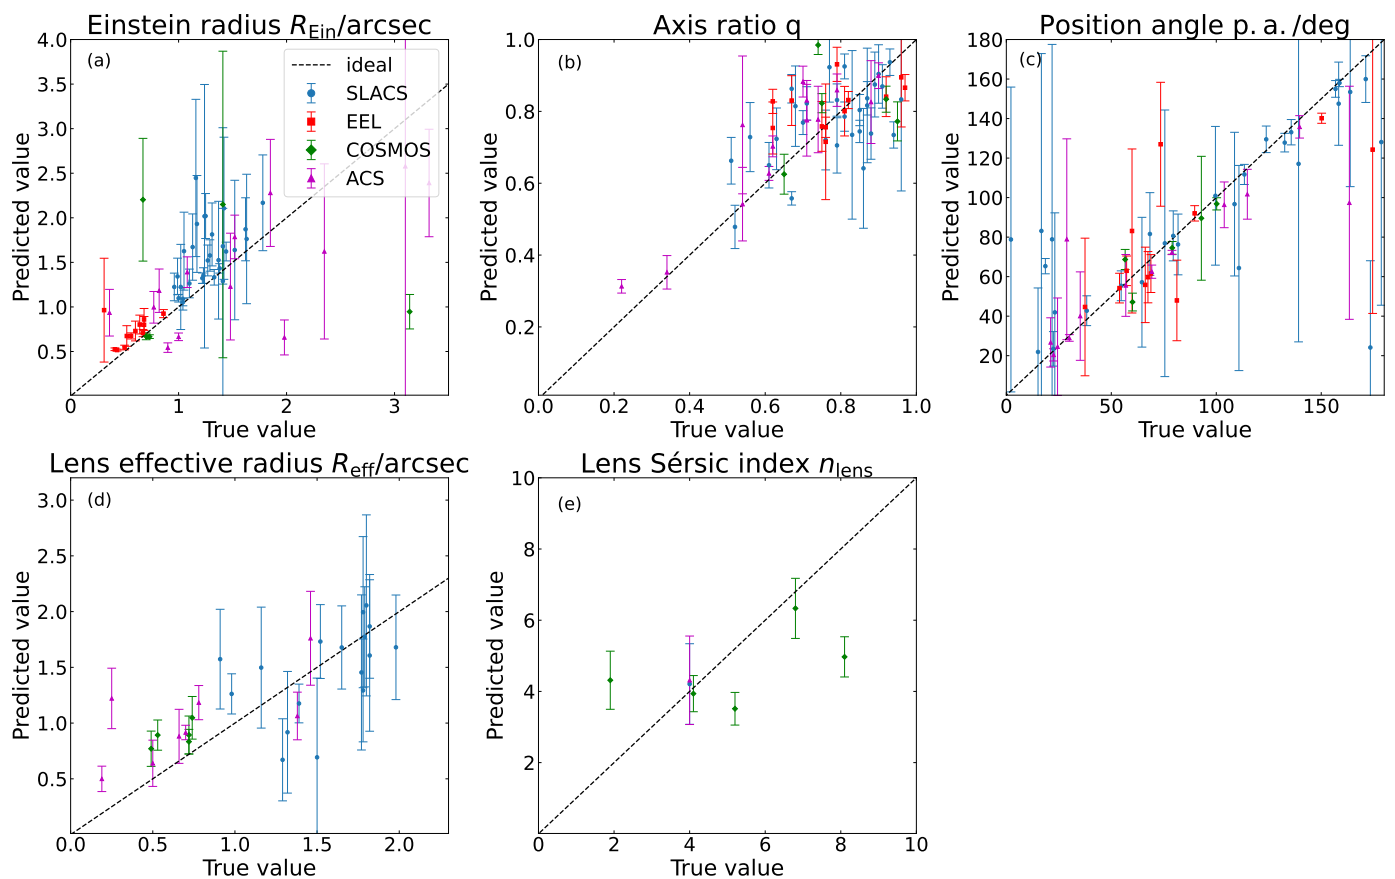 Einstein radius R_Ein/arcsec
(a)
ideal
SLACS
EEL
COSMOS
ACS
4.0
3.5
3.0
2.5
2.0
1.5
1.0
0.5
Predicted value
0 1 2 3
True value
Axis ratio q
(b)
1.0
0.8
0.6
0.4
0.2
Predicted value
0.0 0.2 0.4 0.6 0.8 1.0
True value
Position angle p. a. /deg
(c)
180
160
140
120
100
80
60
40
20
Predicted value
0 50 100 150
True value
Lens effective radius R_eff/arcsec
(d)
3.0
2.5
2.0
1.5
1.0
0.5
Predicted value
0.0 0.5 1.0 1.5 2.0
True value
Lens Sérsic index n_lens
(e)
10
8
6
4
2
Predicted value
0 2 4 6 8 10
True value